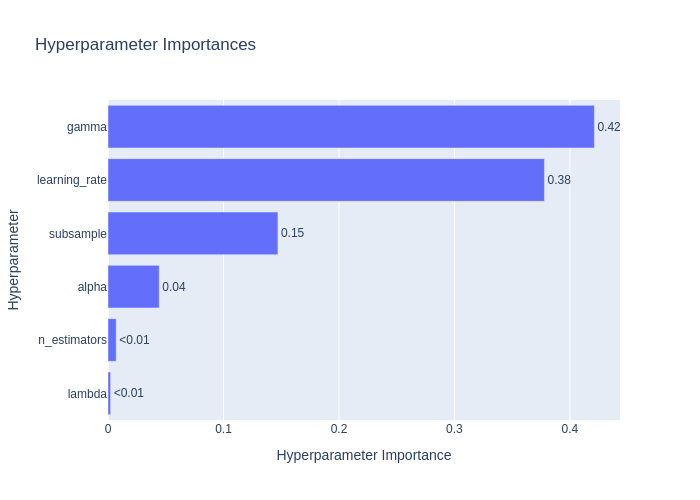 Hyperparameter Importances
gamma
0.42
learning_rate
0.38
subsample
0.15
alpha
0.04
n_estimators
<0.01
lambda
<0.01
0
0.1
0.2
0.3
0.4
Hyperparameter Importance
Hyperparameter